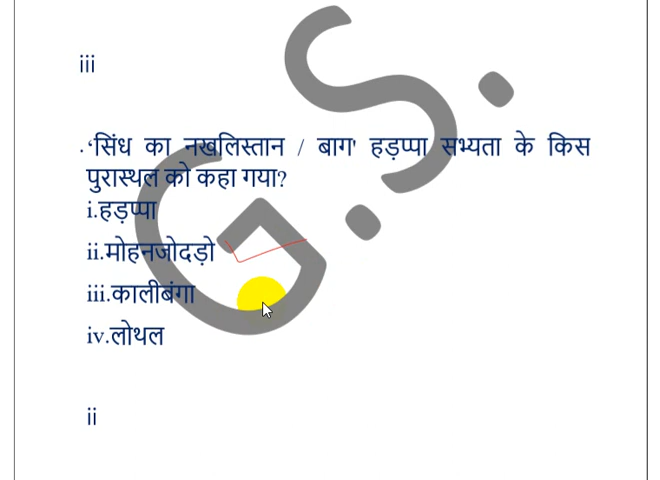 iii
.‘सिंध का नखलिस्तान / बाग' हड़प्पा सभ्यता के किस
पुरास्थल को कहा गया?
i.हड़प्पा
ii.मोहनजोदड़ो
iii.कालीबंगा
iv.लोथल
ii
G.S.